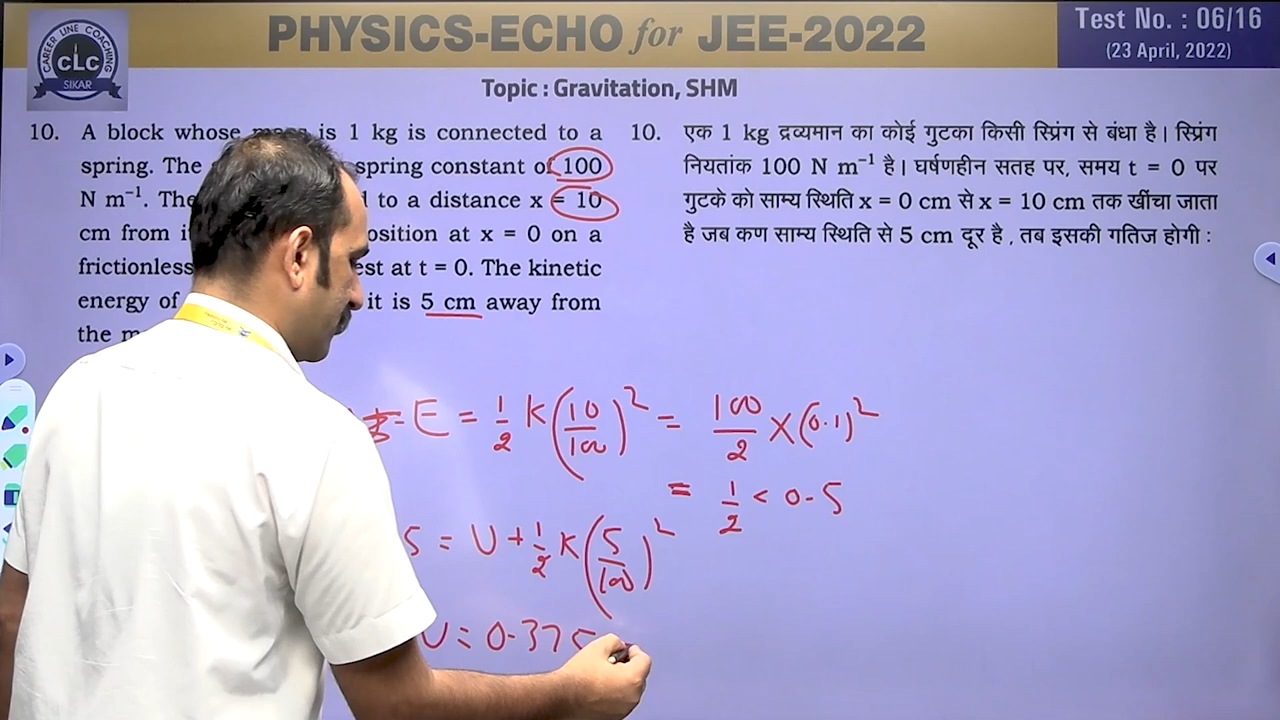 PHYSICS-ECHO for JEE-2022
Test No. : 06/16
(23 April, 2022)
CAREER LINE COACHING
CLC
SIKAR
Topic : Gravitation, SHM
10. A block whose mass is 1 kg is connected to a
spring. The spring constant of 100
N m⁻¹. The to a distance x = 10
cm from position at x = 0 on a
frictionless at t = 0. The kinetic
energy of it is 5 cm away from
the
10. एक 1 kg द्रव्यमान का कोई गुटका किसी स्प्रिंग से बंधा है। स्प्रिंग
नियतांक 100 N m⁻¹ है। घर्षणहीन सतह पर, समय t = 0 पर
गुटके को साम्य स्थिति x = 0 cm से x = 10 cm तक खींचा जाता
है जब कण साम्य स्थिति से 5 cm दूर है , तब इसकी गतिज होगी :
E = 1/2 K (10/100)² = 100/2 × (0.1)²
= 1/2 < 0.5
5 = U + 1/2 K (5/100)²
U = 0.375